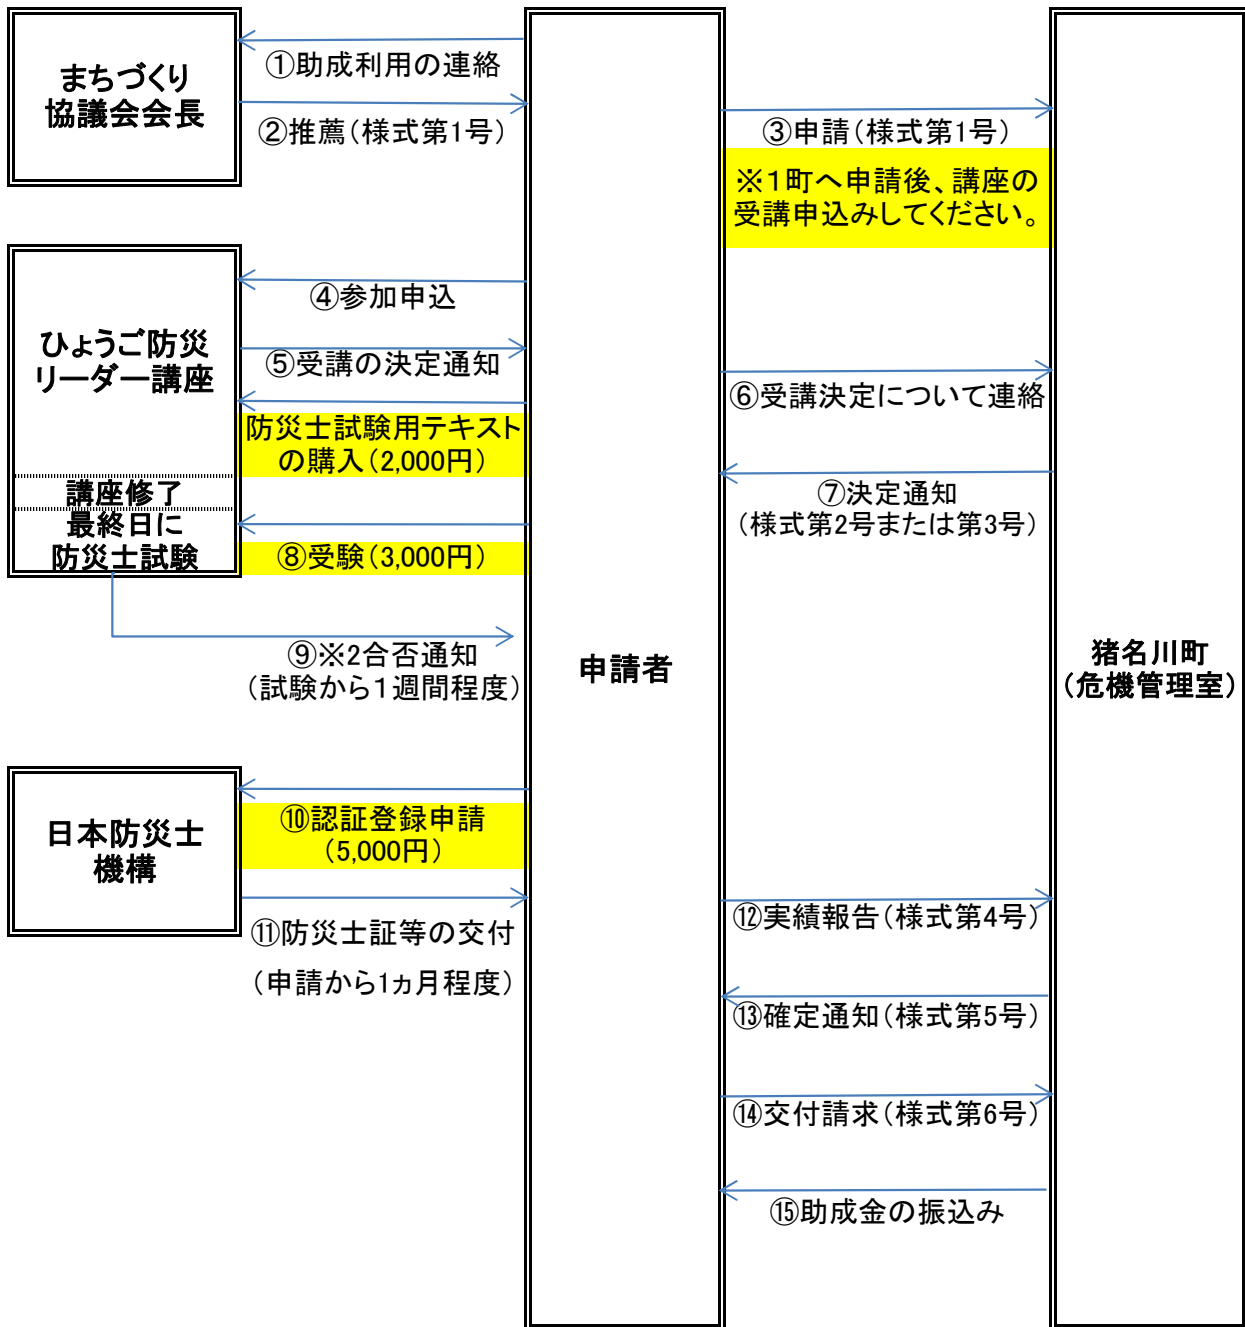 まちづくり
協議会会長
①助成利用の連絡
②推薦(様式第1号)
③申請(様式第1号)
※1町へ申請後、講座の
受講申込みしてください。
ひょうご防災
リーダー講座
④参加申込
⑤受講の決定通知
⑥受講決定について連絡
防災士試験用テキスト
の購入(2,000円)
⑦決定通知
(様式第2号または第3号)
講座修了
最終日に
防災士試験
⑧受験(3,000円)
⑨※2合否通知
(試験から1週間程度)
申請者
猪名川町
(危機管理室)
日本防災士
機構
⑩認証登録申請
(5,000円)
⑪防災士証等の交付
(申請から1ヵ月程度)
⑫実績報告(様式第4号)
⑬確定通知(様式第5号)
⑭交付請求(様式第6号)
⑮助成金の振込み